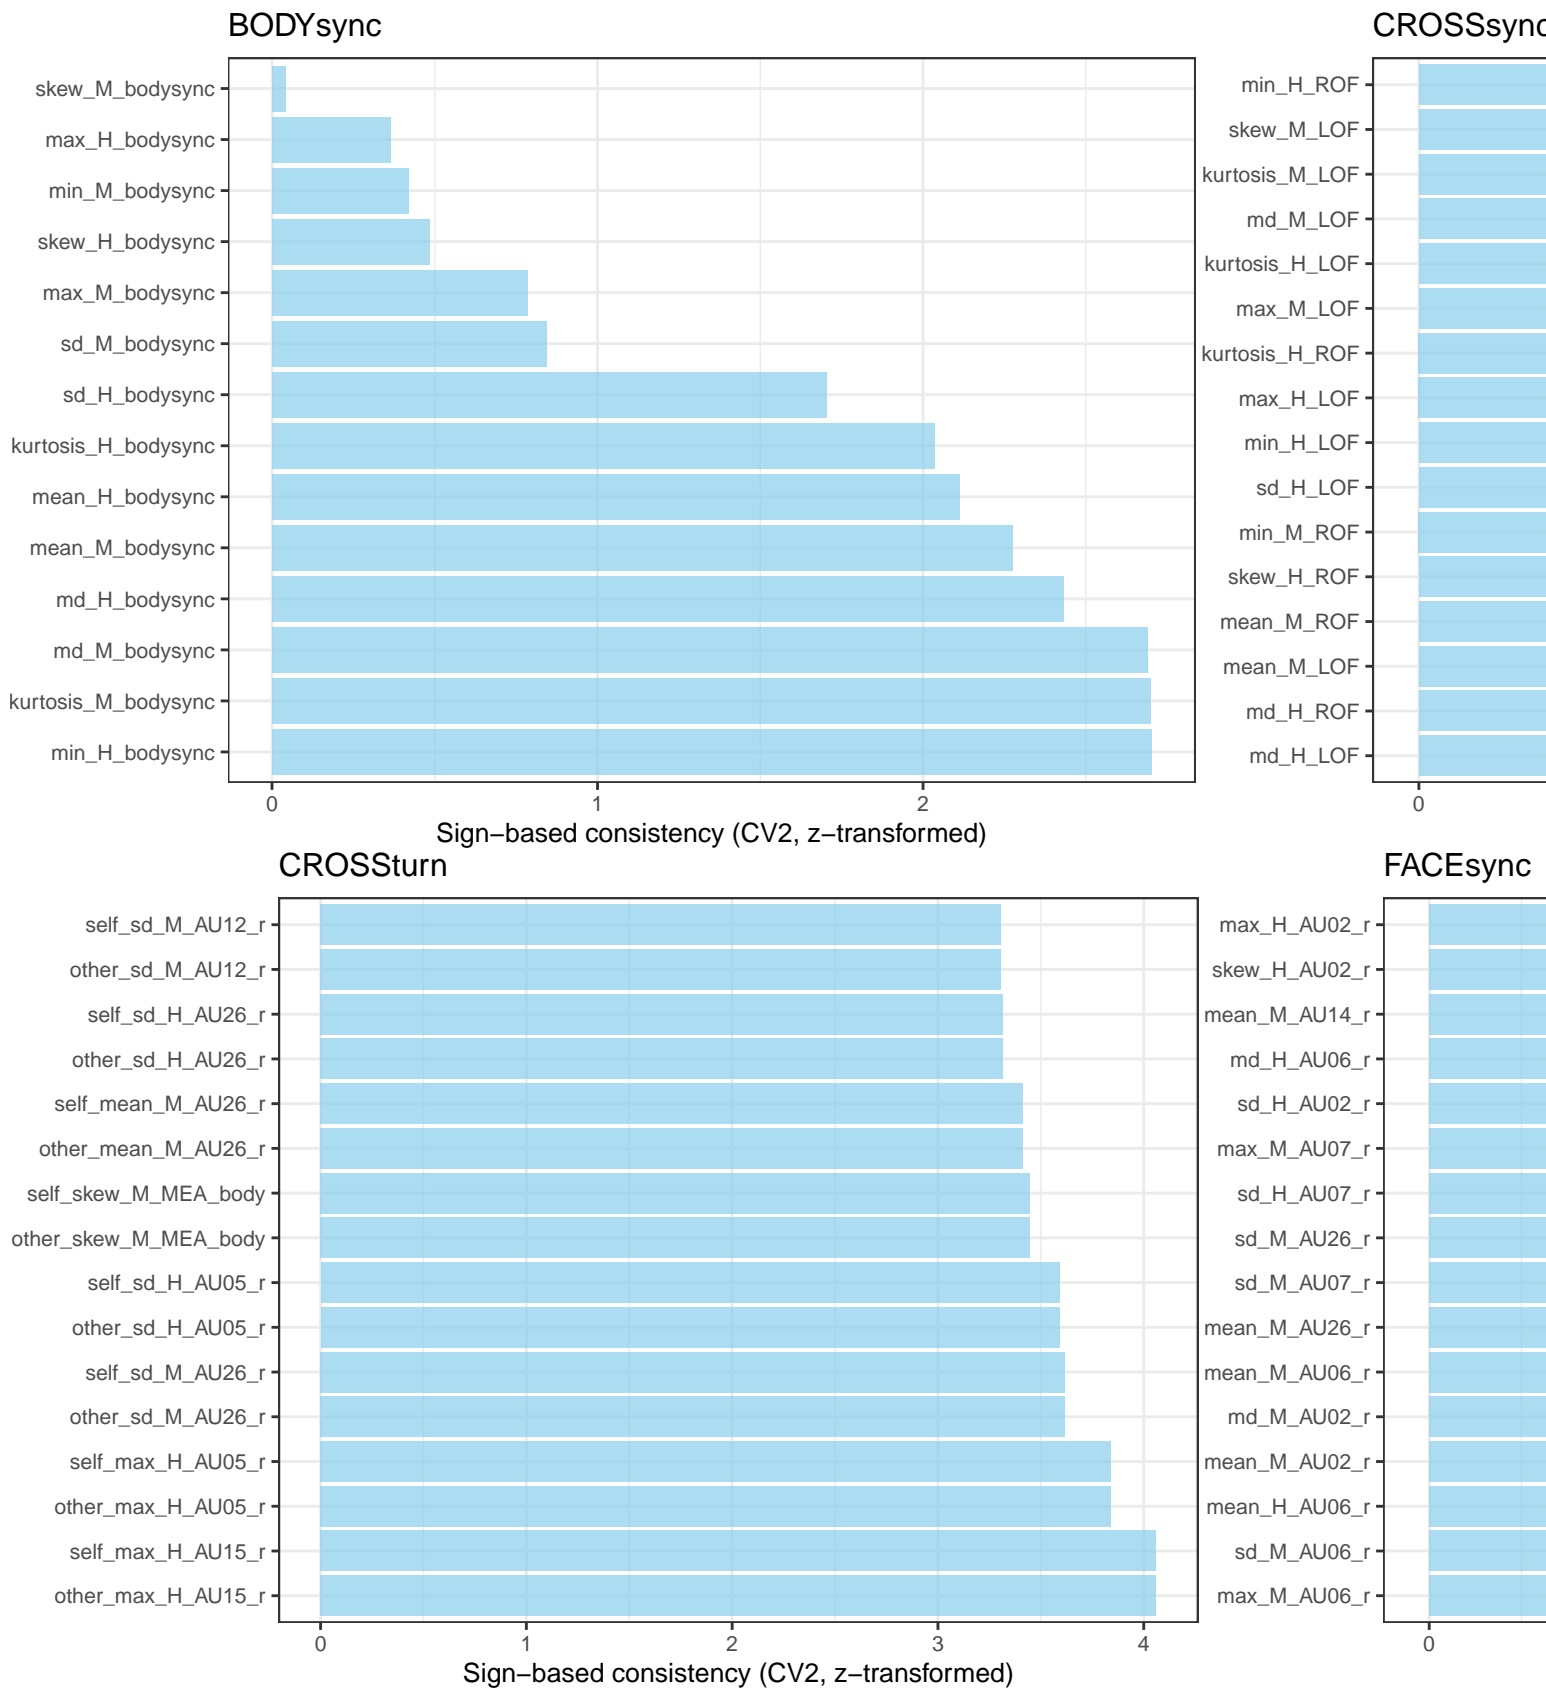 BODYsync
skew_M_bodysync
max_H_bodysync
min_M_bodysync
skew_H_bodysync
max_M_bodysync
sd_M_bodysync
sd_H_bodysync
kurtosis_H_bodysync
mean_H_bodysync
mean_M_bodysync
md_H_bodysync
md_M_bodysync
kurtosis_M_bodysync
min_H_bodysync
0 1 2
Sign−based consistency (CV2, z−transformed)
CROSSsync
min_H_ROF
skew_M_LOF
kurtosis_M_LOF
md_M_LOF
kurtosis_H_LOF
max_M_LOF
kurtosis_H_ROF
max_H_LOF
min_H_LOF
sd_H_LOF
min_M_ROF
skew_H_ROF
mean_M_ROF
mean_M_LOF
md_H_ROF
md_H_LOF
0
CROSSturn
self_sd_M_AU12_r
other_sd_M_AU12_r
self_sd_H_AU26_r
other_sd_H_AU26_r
self_mean_M_AU26_r
other_mean_M_AU26_r
self_skew_M_MEA_body
other_skew_M_MEA_body
self_sd_H_AU05_r
other_sd_H_AU05_r
self_sd_M_AU26_r
other_sd_M_AU26_r
self_max_H_AU05_r
other_max_H_AU05_r
self_max_H_AU15_r
other_max_H_AU15_r
0 1 2 3 4
Sign−based consistency (CV2, z−transformed)
FACEsync
max_H_AU02_r
skew_H_AU02_r
mean_M_AU14_r
md_H_AU06_r
sd_H_AU02_r
max_M_AU07_r
sd_H_AU07_r
sd_M_AU26_r
sd_M_AU07_r
mean_M_AU26_r
mean_M_AU06_r
md_M_AU02_r
mean_M_AU02_r
mean_H_AU06_r
sd_M_AU06_r
max_M_AU06_r
0